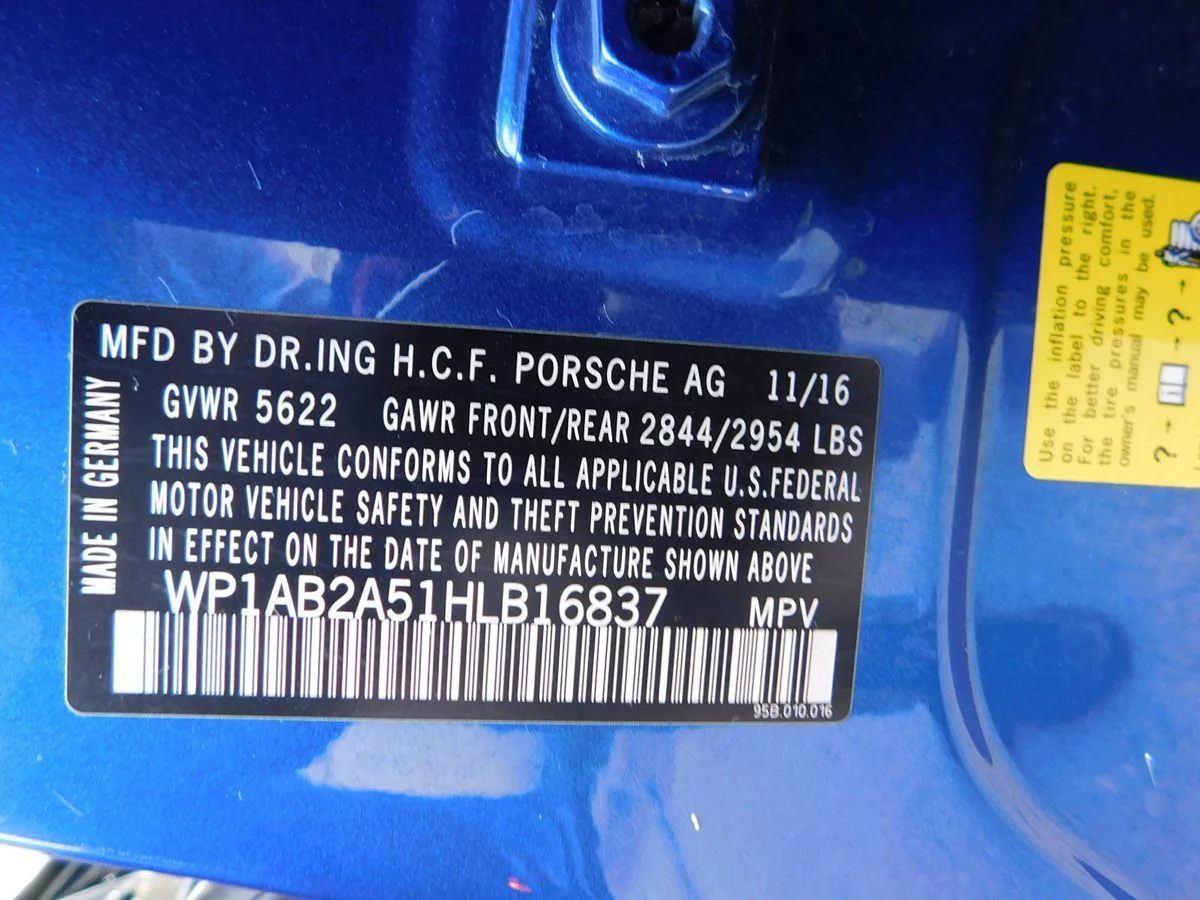 MFD BY DR.ING H.C.F. PORSCHE AG 11/16
GVWR 5622 GAWR FRONT/REAR 2844/2954 LBS
THIS VEHICLE CONFORMS TO ALL APPLICABLE U.S.FEDERAL
MOTOR VEHICLE SAFETY AND THEFT PREVENTION STANDARDS
IN EFFECT ON THE DATE OF MANUFACTURE SHOWN ABOVE
WP1AB2A51HLB16837 MPV
95B.010.016
MADE IN GERMANY
Use the inflation pressure
on the label to the right.
For better driving comfort,
the tire pressures in the
owner's manual may be used.
? → → ? →